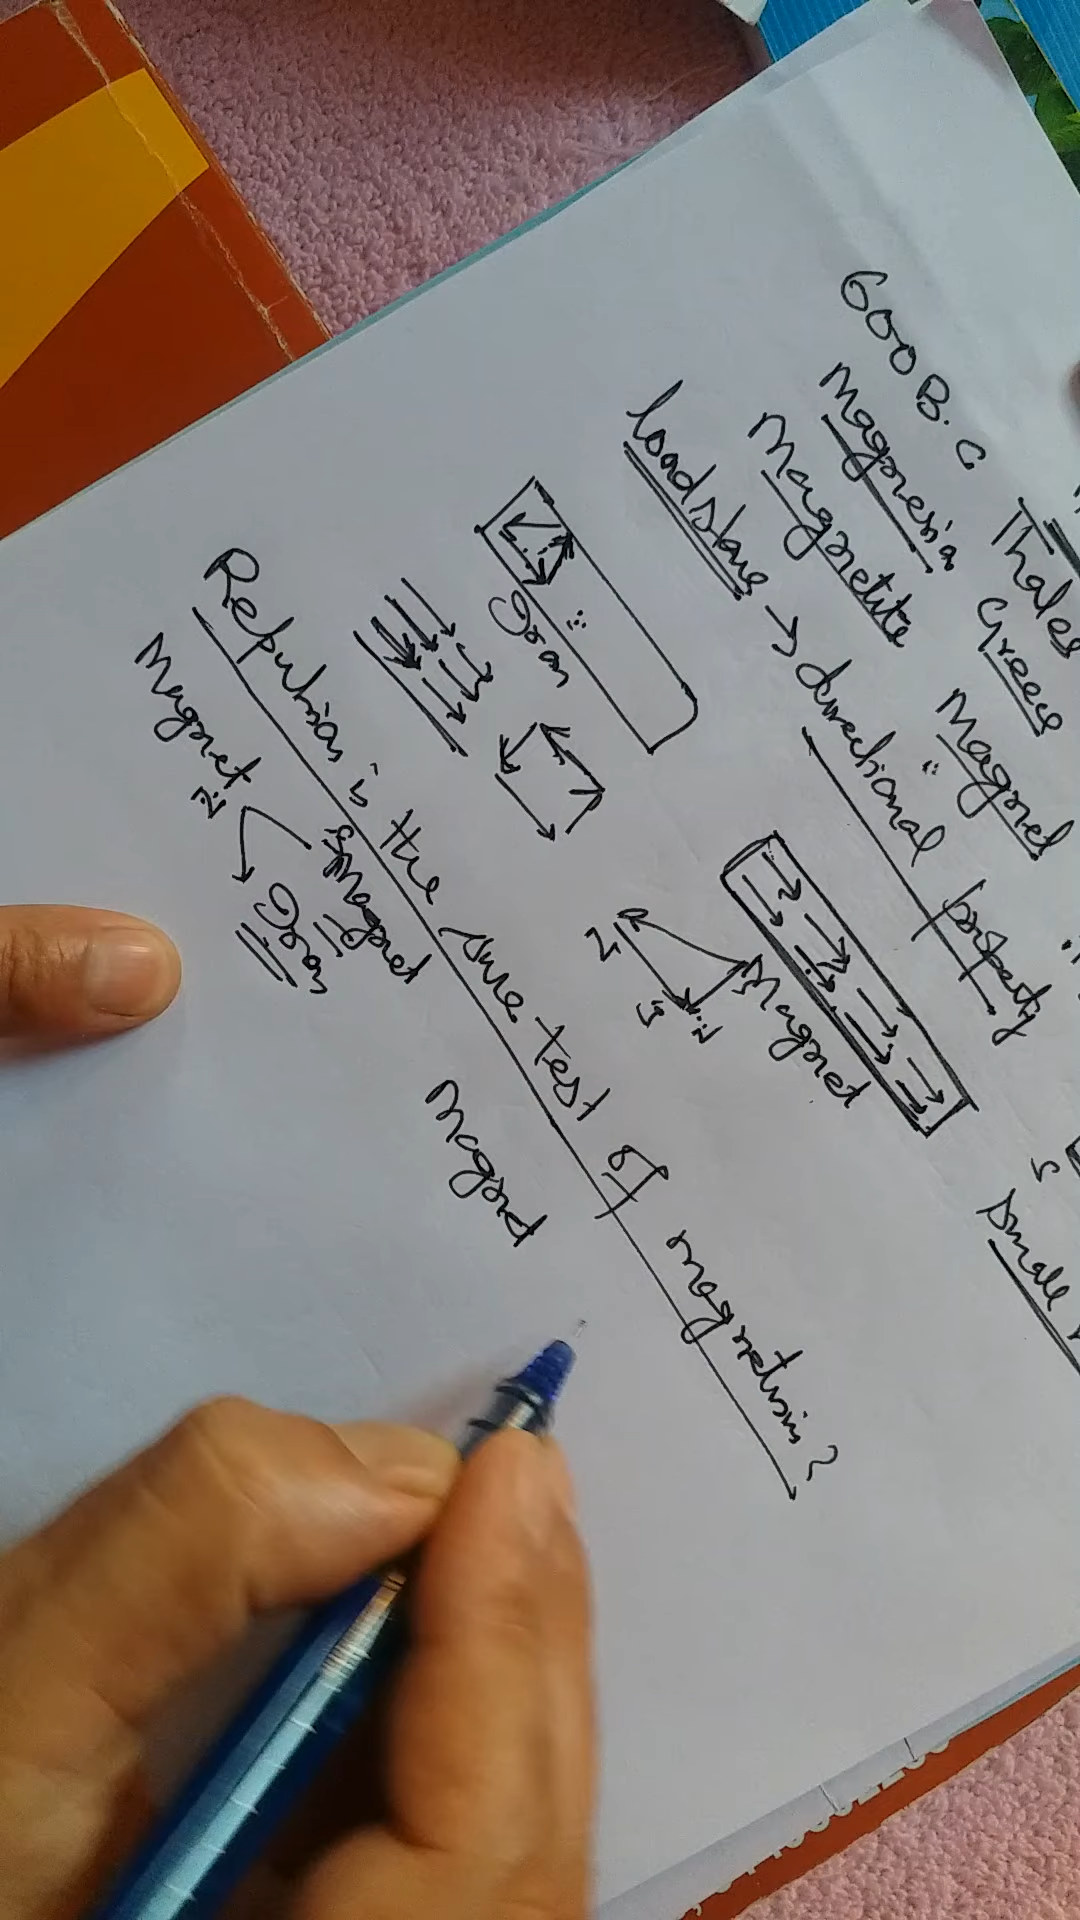 600 B.C Thales
Greece
Magnesia Magnet
Magnetite
loadstone → directional property
small
S
Iron
Magnet
N S N
Repulsion is the sure test of magnetism?
Magnet S Magnet
N
Iron
Magnet